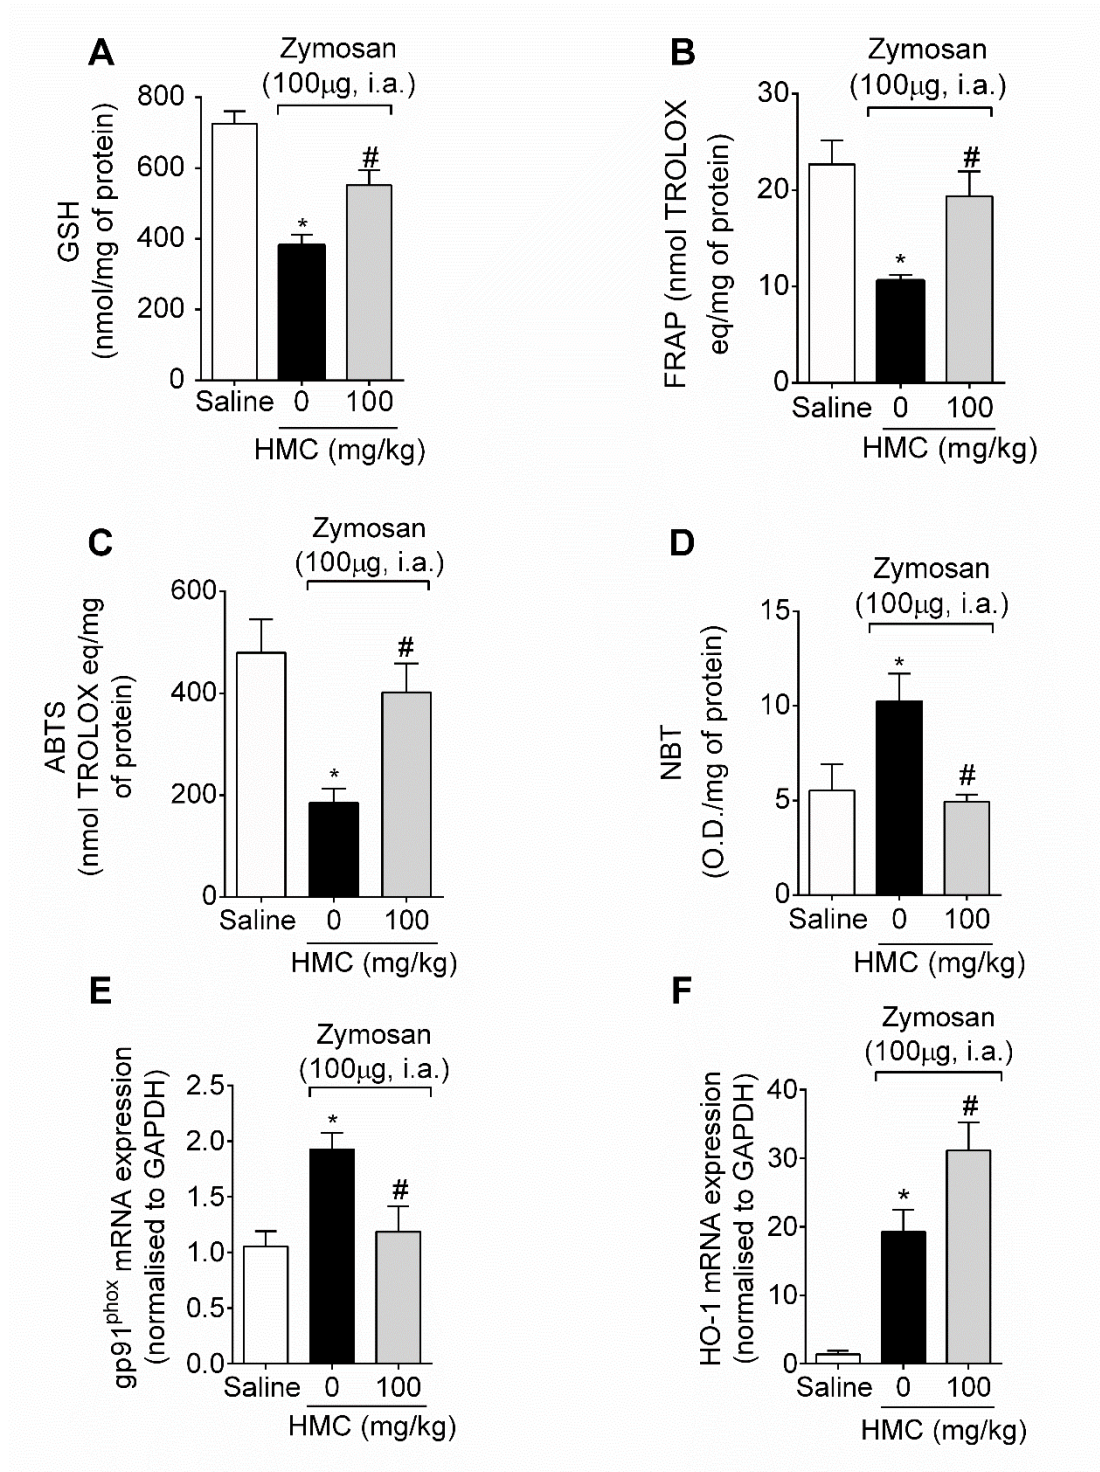 A
Zymosan
(100μg, i.a.)
GSH
(nmol/mg of protein)
800
600
400
200
0
*
#
Saline 0 100
HMC (mg/kg)
B
Zymosan
(100μg, i.a.)
FRAP (nmol TROLOX
eq/mg of protein)
30
20
10
0
*
#
Saline 0 100
HMC (mg/kg)
C
Zymosan
(100μg, i.a.)
ABTS
(nmol TROLOX eq/mg
of protein)
600
400
200
0
*
#
Saline 0 100
HMC (mg/kg)
D
Zymosan
(100μg, i.a.)
NBT
(O.D./mg of protein)
15
10
5
0
*
#
Saline 0 100
HMC (mg/kg)
E
Zymosan
(100μg, i.a.)
gp91phox mRNA expression
(normalised to GAPDH)
2.5
2.0
1.5
1.0
0.5
0.0
*
#
Saline 0 100
HMC (mg/kg)
F
Zymosan
(100μg, i.a.)
HO-1 mRNA expression
(normalised to GAPDH)
40
30
20
10
0
*
#
Saline 0 100
HMC (mg/kg)